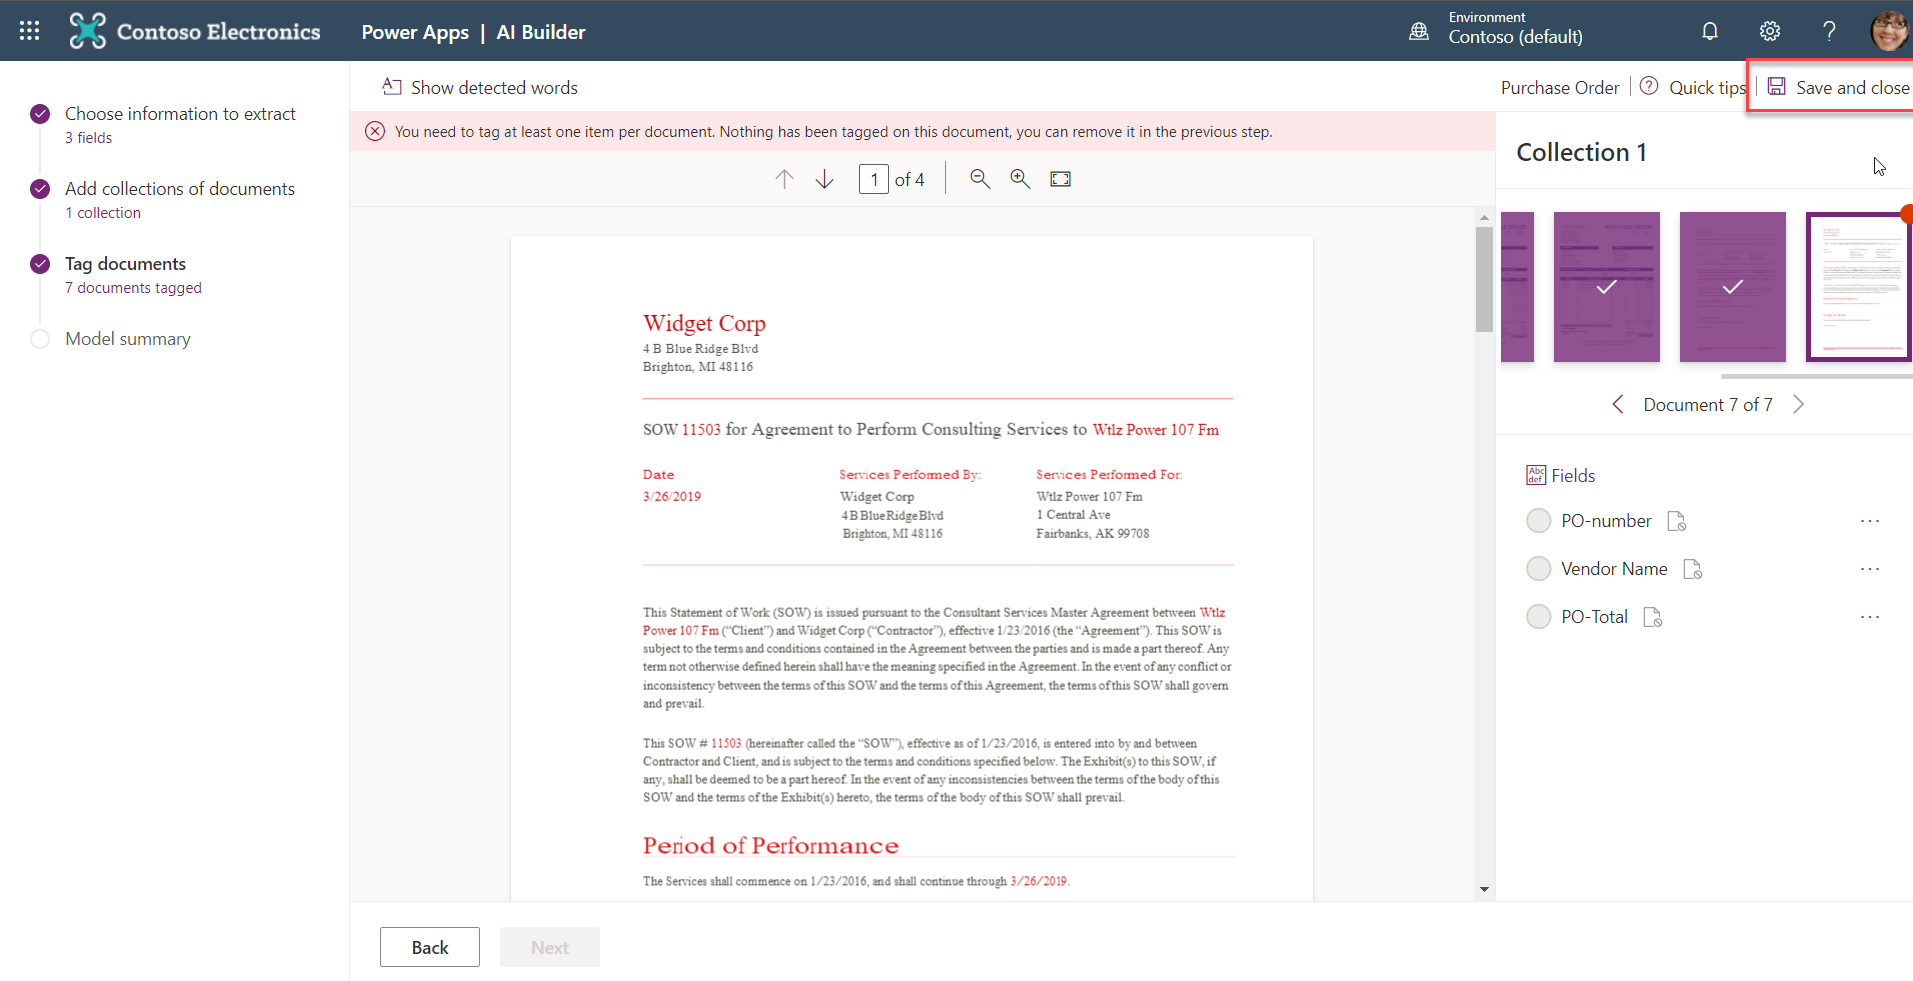 Contoso Electronics
Power Apps | AI Builder
Environment
Contoso (default)
Choose information to extract
3 fields
Add collections of documents
1 collection
Tag documents
7 documents tagged
Model summary
Show detected words
Purchase Order
Quick tips
Save and close
You need to tag at least one item per document. Nothing has been tagged on this document, you can remove it in the previous step.
1 of 4
Widget Corp
4 B Blue Ridge Blvd
Brighton, MI 48116
SOW 11503 for Agreement to Perform Consulting Services to Wtlz Power 107 Fm
Date
3/26/2019
Services Performed By:
Widget Corp
4 B Blue Ridge Blvd
Brighton, MI 48116
Services Performed For:
Wtlz Power 107 Fm
1 Central Ave
Fairbanks, AK 99708
This Statement of Work (SOW) is issued pursuant to the Consultant Services Master Agreement between Wtlz
Power 107 Fm (“Client”) and Widget Corp (“Contractor”), effective 1/23/2016 (the “Agreement”). This SOW is
subject to the terms and conditions contained in the Agreement between the parties and is made a part thereof. Any
term not otherwise defined herein shall have the meaning specified in the Agreement. In the event of any conflict or
inconsistency between the terms of this SOW and the terms of this Agreement, the terms of this SOW shall govern
and prevail.
This SOW # 11503 (hereinafter called the “SOW”), effective as of 1/23/2016, is entered into by and between
Contractor and Client, and is subject to the terms and conditions specified below. The Exhibit(s) to this SOW, if
any, shall be deemed to be a part hereof. In the event of any inconsistencies between the terms of the body of this
SOW and the terms of the Exhibit(s) hereto, the terms of the body of this SOW shall prevail.
Period of Performance
The Services shall commence on 1/23/2016, and shall continue through 3/26/2019.
Collection 1
Document 7 of 7
Abc
def
Fields
PO-number
Vendor Name
PO-Total
Back
Next